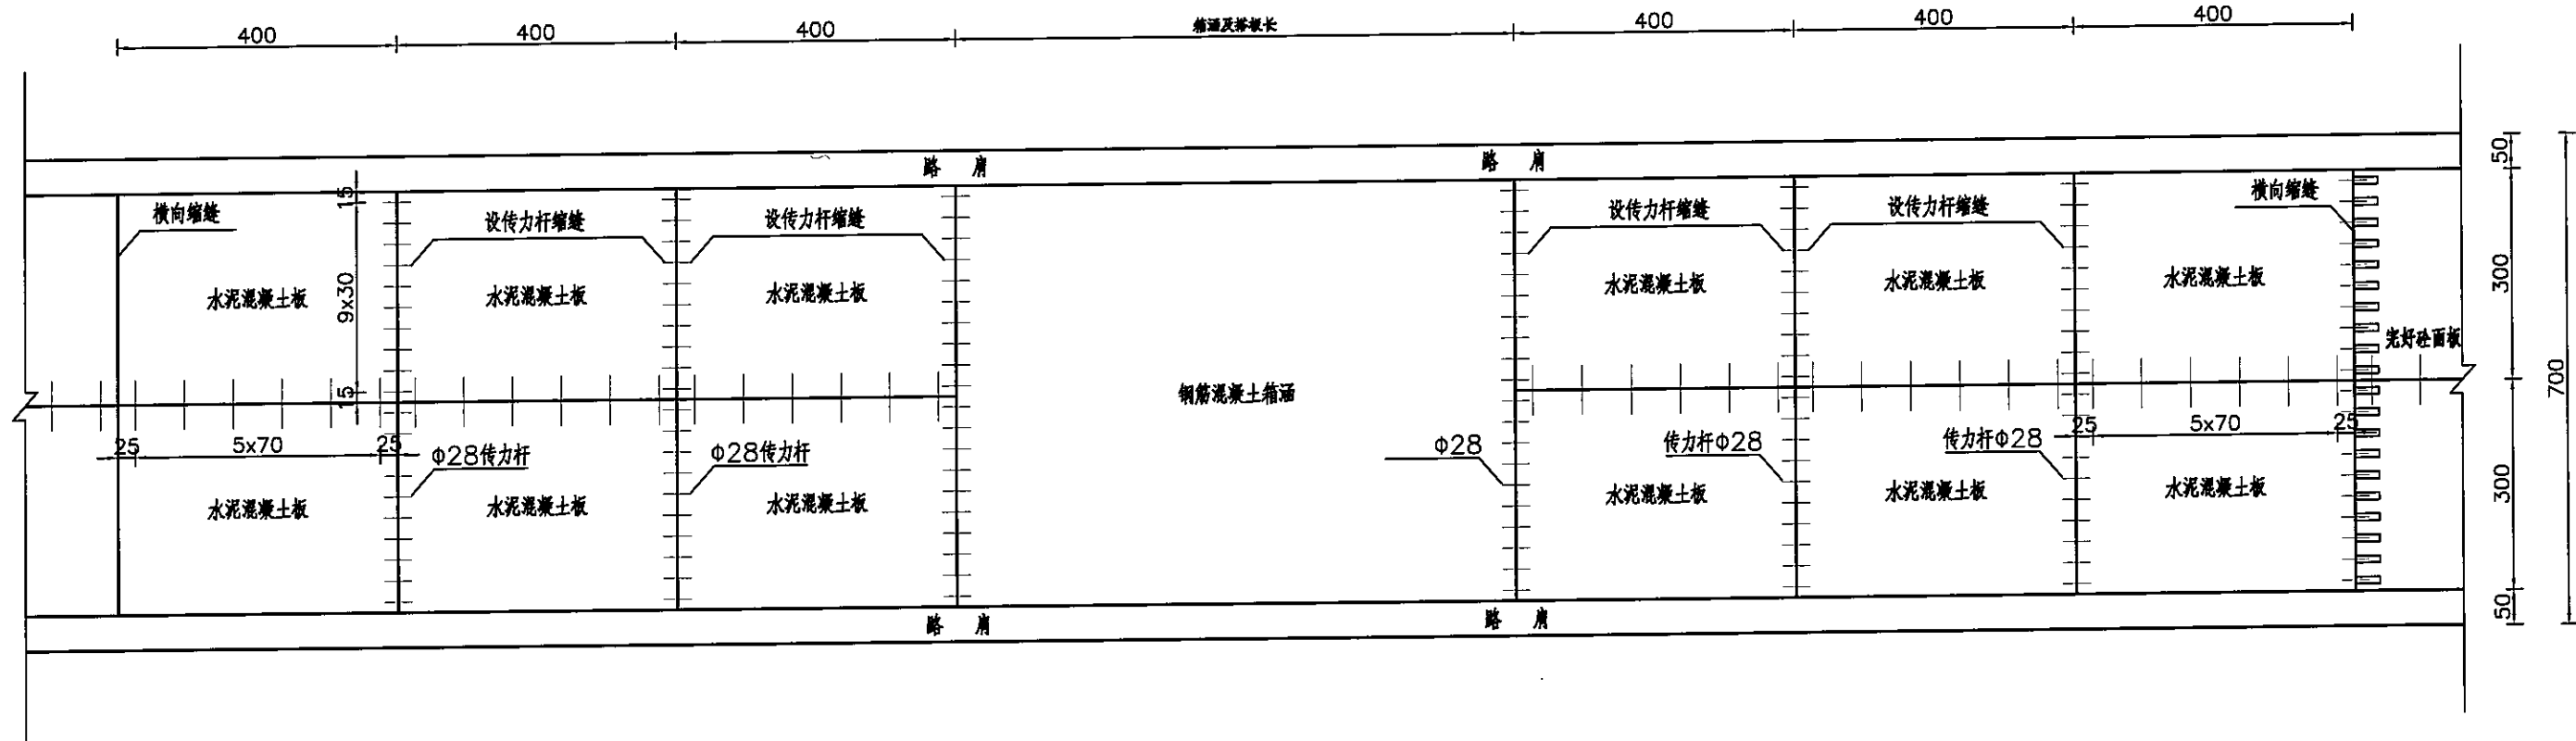 400 400 400 箱涵及搭板长 400 400 400
路 肩 路 肩
50
15
横向缩缝 设传力杆缩缝 设传力杆缩缝 设传力杆缩缝 设传力杆缩缝 横向缩缝
9x30
300
水泥混凝土板 水泥混凝土板 水泥混凝土板 水泥混凝土板 水泥混凝土板 水泥混凝土板
完好砼面板
700
15
钢筋混凝土箱涵
25 5x70 25 Φ28传力杆 Φ28传力杆 Φ28 传力杆Φ28 传力杆Φ28 25 5x70 25
300
水泥混凝土板 水泥混凝土板 水泥混凝土板 水泥混凝土板 水泥混凝土板 水泥混凝土板
路 肩 路 肩
50